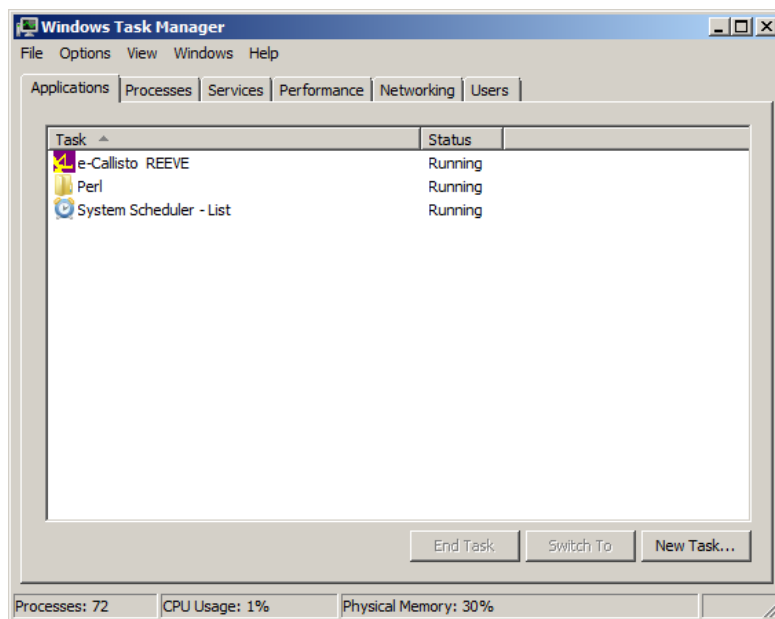 Windows Task Manager
File Options View Windows Help
Applications Processes Services Performance Networking Users
Task Status
e-Callisto REEVE Running
Perl Running
System Scheduler - List Running
End Task Switch To New Task...
Processes: 72 CPU Usage: 1% Physical Memory: 30%